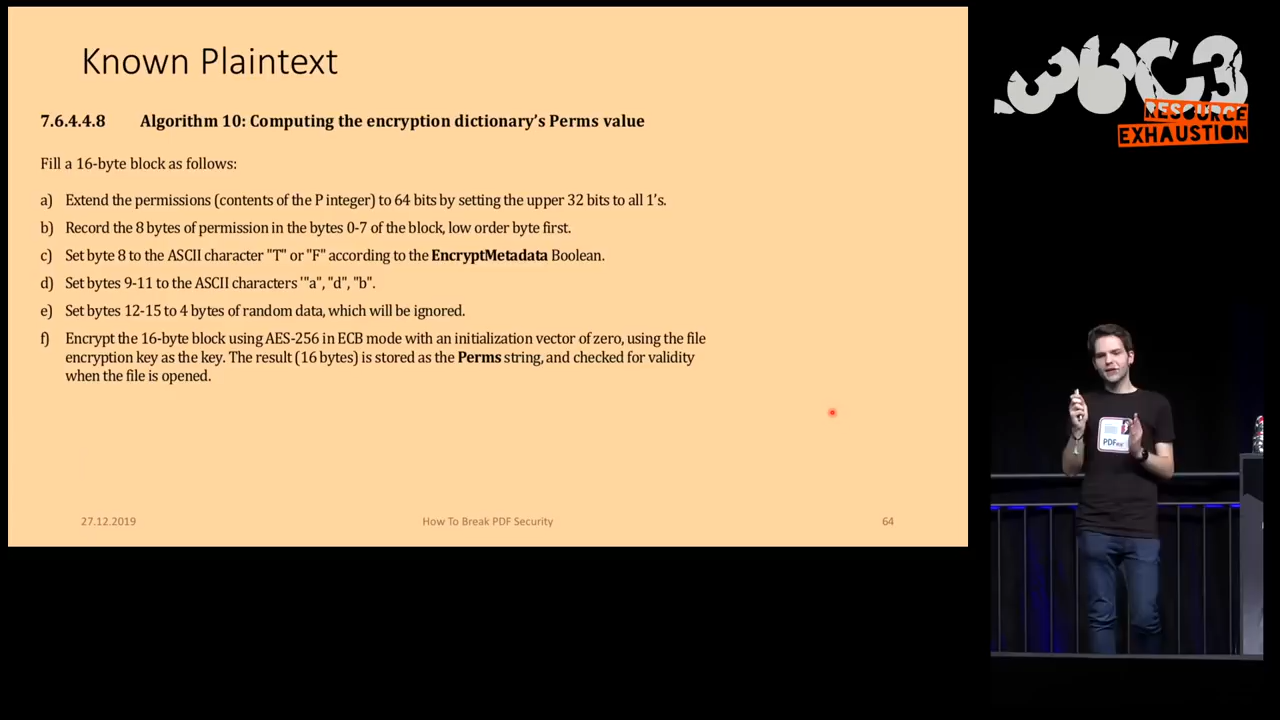 Known Plaintext
7.6.4.4.8 Algorithm 10: Computing the encryption dictionary's Perms value
Fill a 16-byte block as follows:
a) Extend the permissions (contents of the P integer) to 64 bits by setting the upper 32 bits to all 1's.
b) Record the 8 bytes of permission in the bytes 0-7 of the block, low order byte first.
c) Set byte 8 to the ASCII character "T" or "F" according to the EncryptMetadata Boolean.
d) Set bytes 9-11 to the ASCII characters '"a", "d", "b".
e) Set bytes 12-15 to 4 bytes of random data, which will be ignored.
f) Encrypt the 16-byte block using AES-256 in ECB mode with an initialization vector of zero, using the file
encryption key as the key. The result (16 bytes) is stored as the Perms string, and checked for validity
when the file is opened.
27.12.2019 How To Break PDF Security 64
36C3
RESOURCE
EXHAUSTION